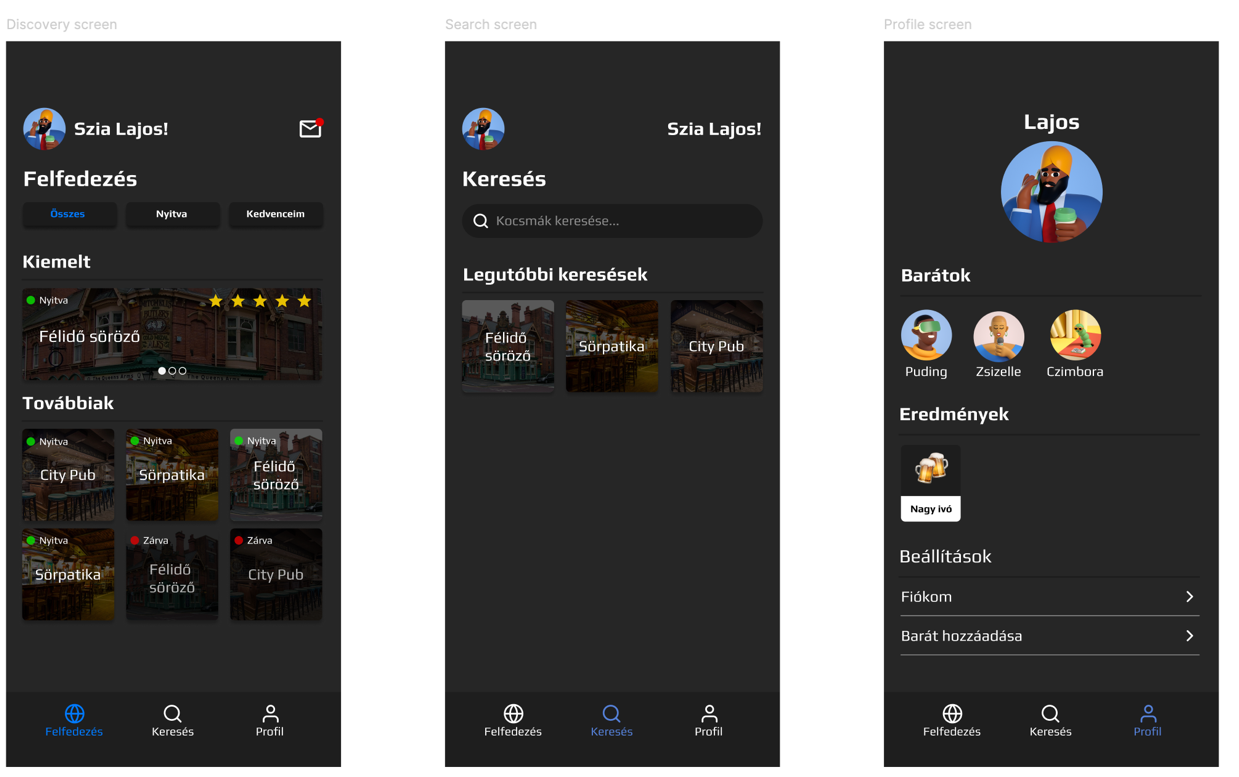 Discovery screen
Szia Lajos!
Felfedezés
Összes
Nyitva
Kedvenceim
Kiemelt
Nyitva
Félidő söröző
Továbbiak
Nyitva
City Pub
Nyitva
Sörpatika
Nyitva
Félidő
söröző
Nyitva
Sörpatika
Zárva
Félidő
söröző
Zárva
City Pub
Felfedezés
Keresés
Profil
Search screen
Szia Lajos!
Keresés
Kocsmák keresése...
Legutóbbi keresések
Félidő
söröző
Sörpatika
City Pub
Felfedezés
Keresés
Profil
Profile screen
Lajos
Barátok
Puding
Zsizelle
Czimbora
Eredmények
Nagy ivó
Beállítások
Fiókom
Barát hozzáadása
Felfedezés
Keresés
Profil